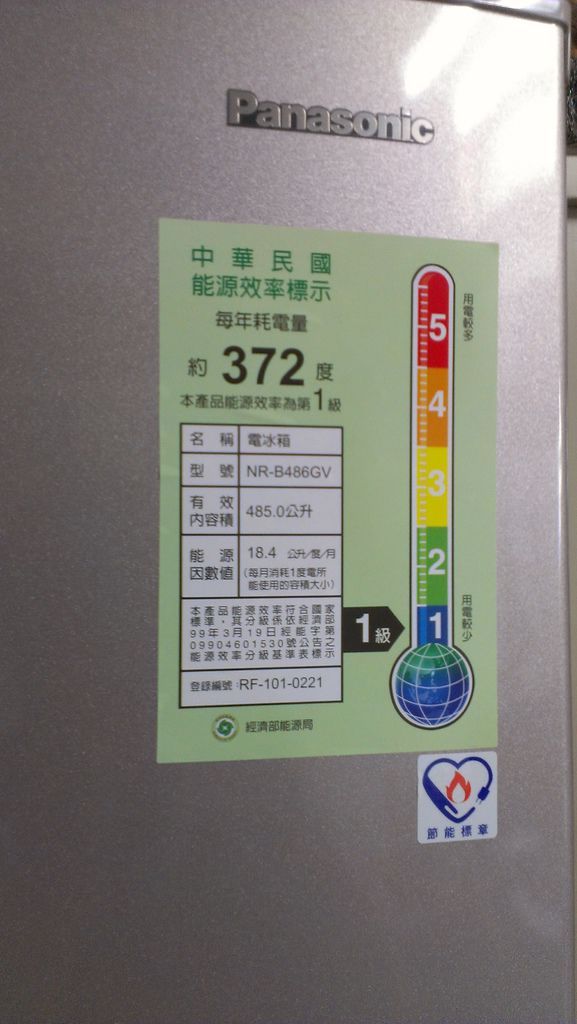 Panasonic
中華民國
能源效率標示
每年耗電量
約 372 度
本產品能源效率為第1級
名稱 電冰箱
型號 NR-B486GV
有效內容積 485.0公升
能源因數值 18.4 公升/度/月
(每月消耗1度電所
能使用的容積大小)
本產品能源效率符合國家
標準，其分級係依經濟部
99年3月19日經能字第
09904601530號公告之
能源效率分級基準表標示
登錄編號：RF-101-0221
經濟部能源局
用電較多
5
4
3
2
1
用電較少
1級
節能標章